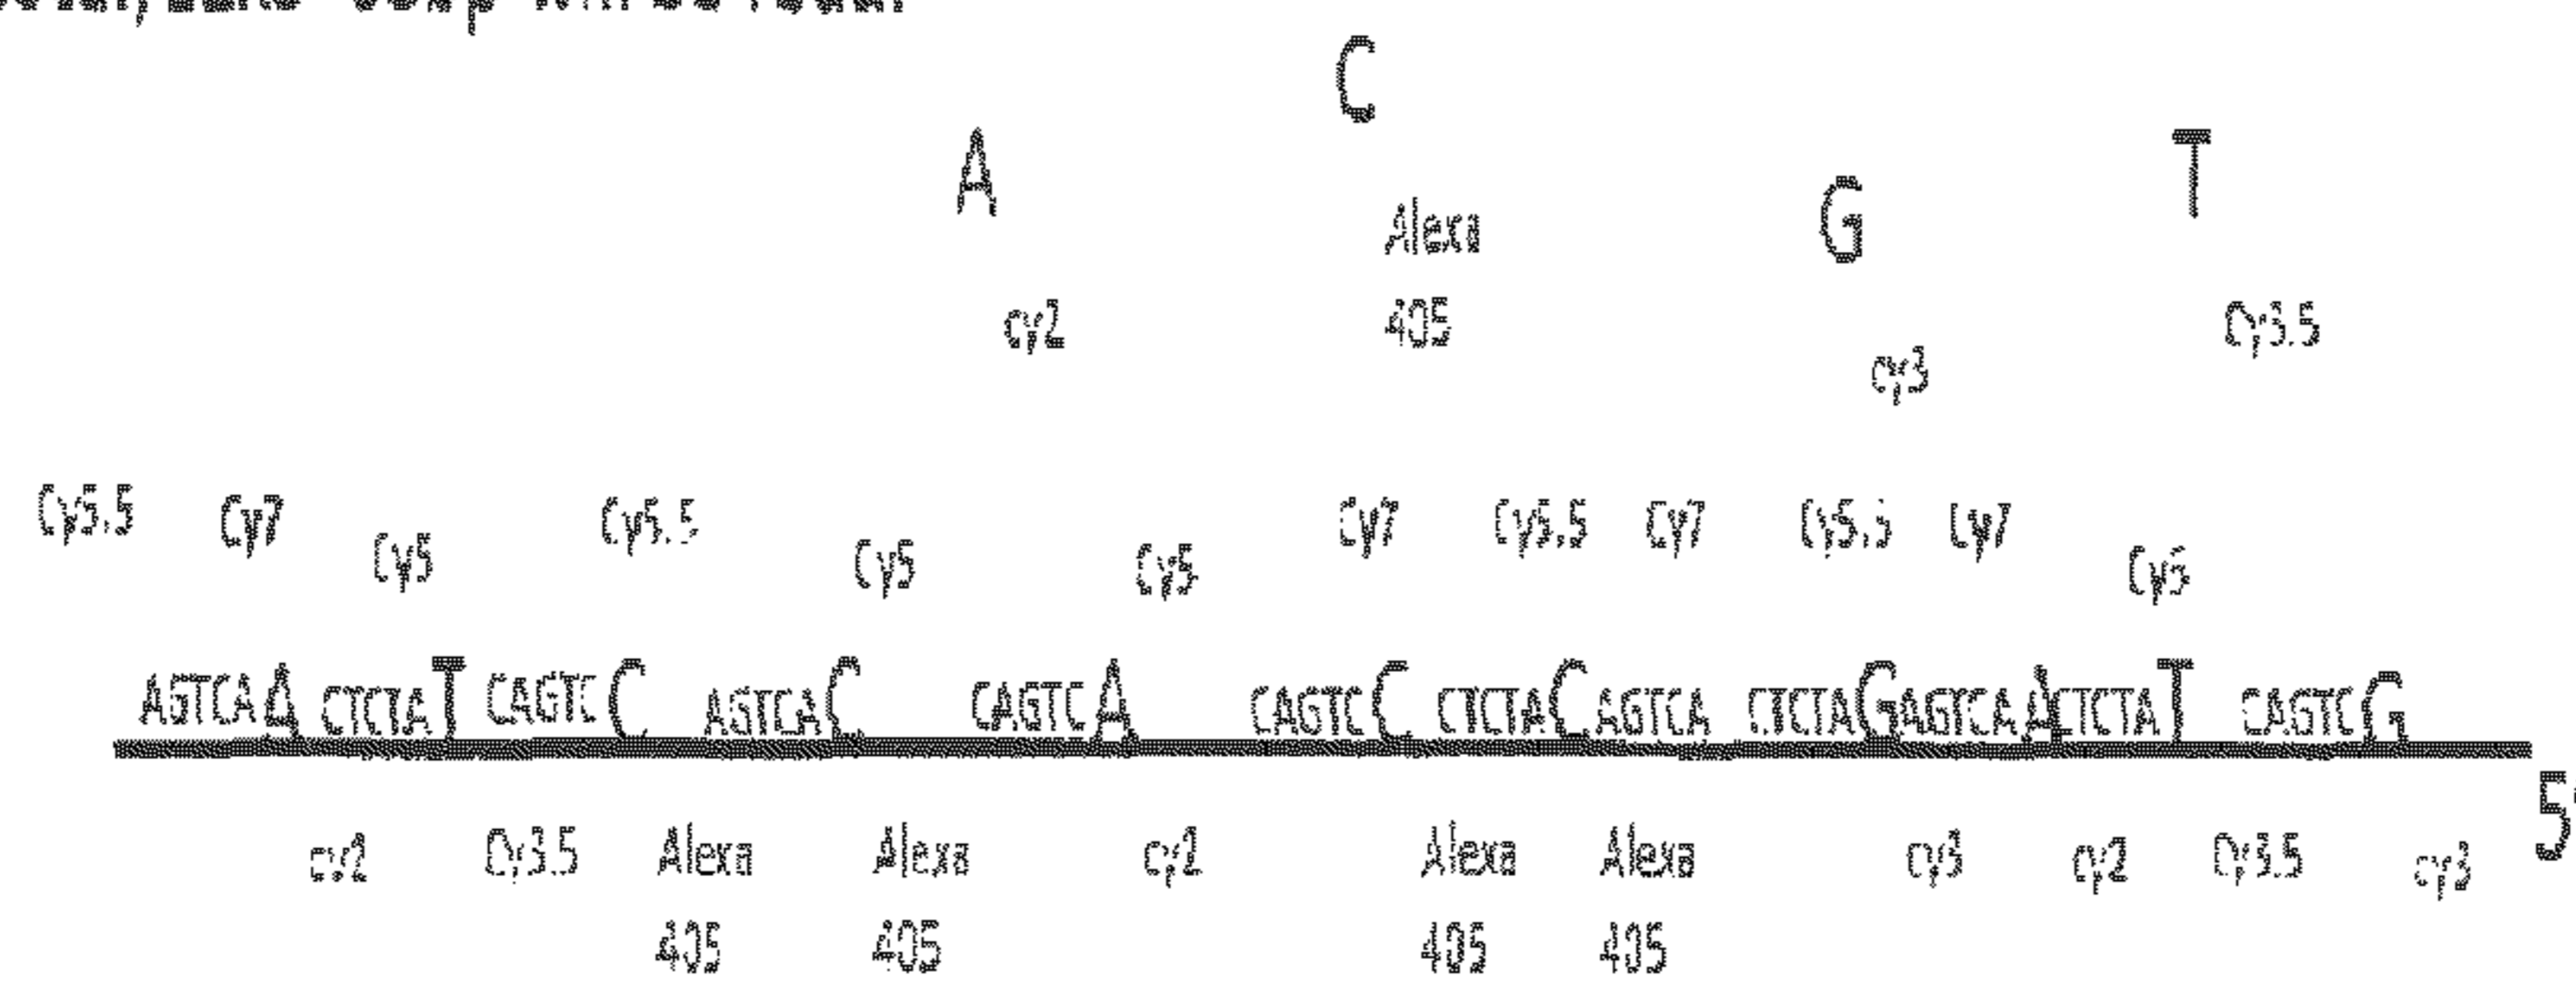 C
A T
Alexa G
cy2 405 Cy3.5
cy3
Cy5.5 Cy7 Cy5.5 Cy7 Cy5.5 Cy7 Cy5.5 Cy7
Cy5 Cy5 Cy5 Cy5
AGTCA A CTCTA T CAGTC C AGTCA C CAGTC A CAGTC C CTCTA C AGTCA CTCTA G AGTCA A CTCTA T CAGTC G
5'
cy2 Cy3.5 Alexa Alexa cy2 Alexa Alexa cy3 cy2 Cy3.5 cy3
405 405 405 405